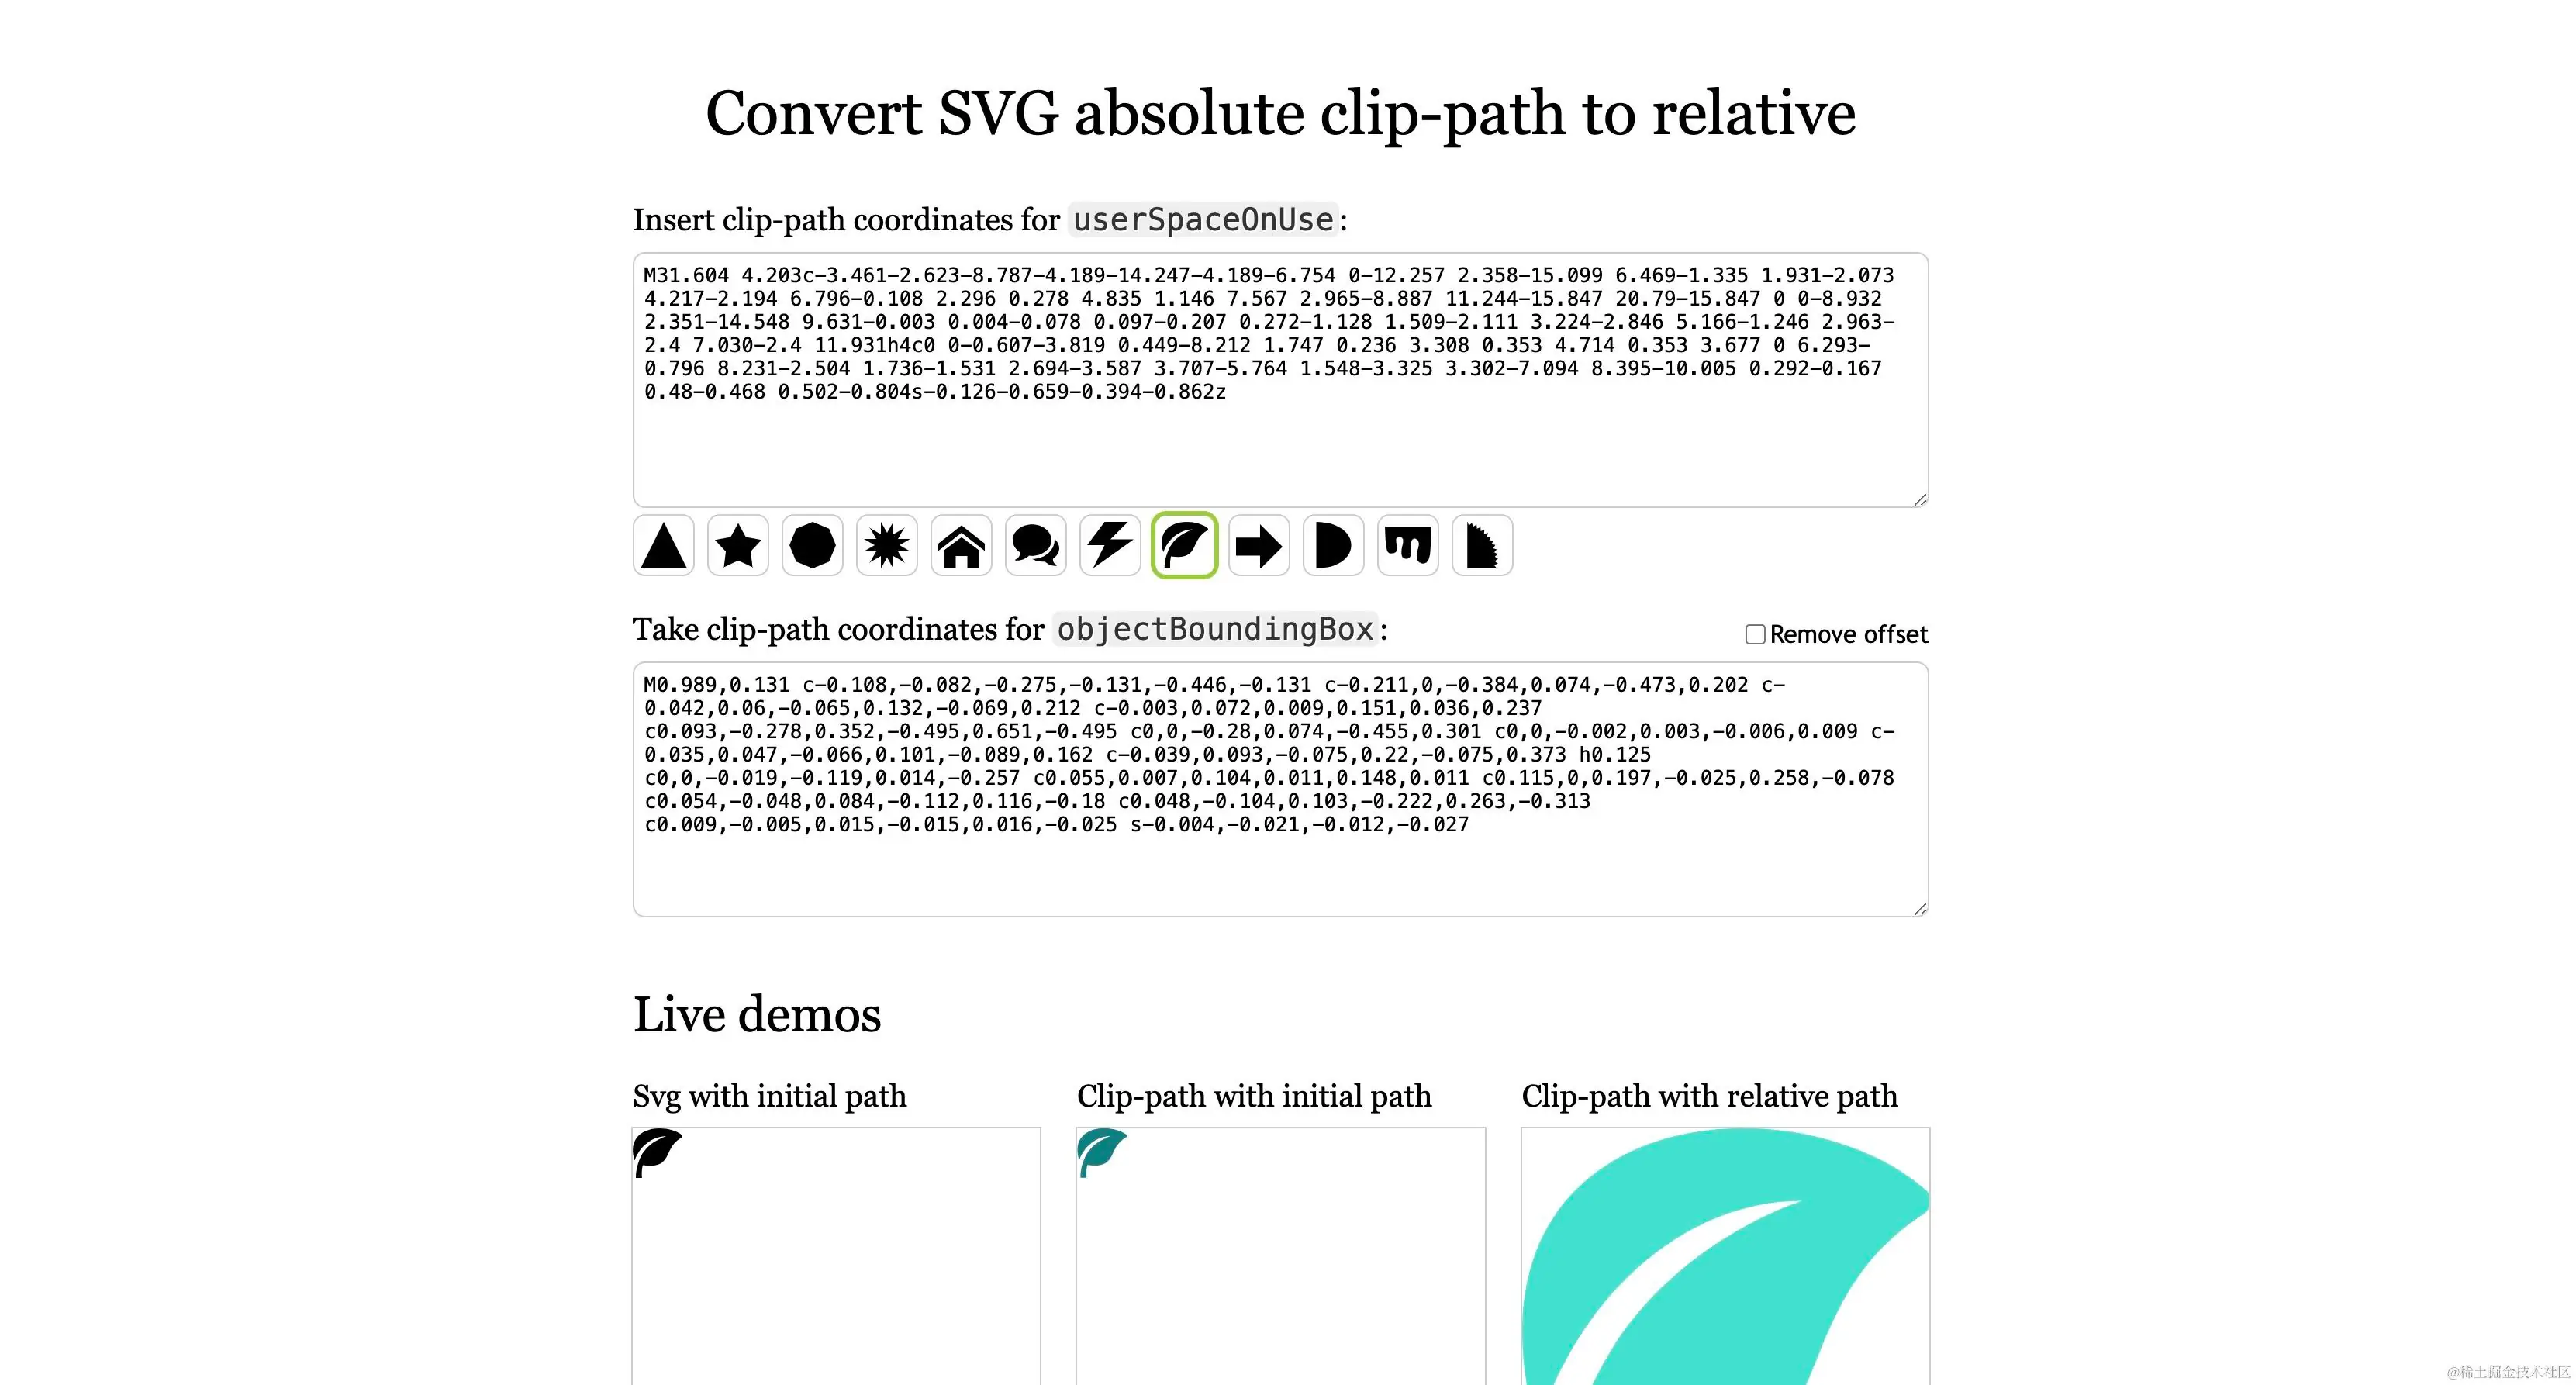 Convert SVG absolute clip-path to relative
Insert clip-path coordinates for userSpaceOnUse:
M31.604 4.203c-3.461-2.623-8.787-4.189-14.247-4.189-6.754 0-12.257 2.358-15.099 6.469-1.335 1.931-2.073
4.217-2.194 6.796-0.108 2.296 0.278 4.835 1.146 7.567 2.965-8.887 11.244-15.847 20.79-15.847 0 0-8.932
2.351-14.548 9.631-0.003 0.004-0.078 0.097-0.207 0.272-1.128 1.509-2.111 3.224-2.846 5.166-1.246 2.963-
2.4 7.030-2.4 11.931h4c0 0-0.607-3.819 0.449-8.212 1.747 0.236 3.308 0.353 4.714 0.353 3.677 0 6.293-
0.796 8.231-2.504 1.736-1.531 2.694-3.587 3.707-5.764 1.548-3.325 3.302-7.094 8.395-10.005 0.292-0.167
0.48-0.468 0.502-0.804s-0.126-0.659-0.394-0.862z
Take clip-path coordinates for objectBoundingBox:
Remove offset
M0.989,0.131 c-0.108,-0.082,-0.275,-0.131,-0.446,-0.131 c-0.211,0,-0.384,0.074,-0.473,0.202 c-
0.042,0.06,-0.065,0.132,-0.069,0.212 c-0.003,0.072,0.009,0.151,0.036,0.237
c0.093,-0.278,0.352,-0.495,0.651,-0.495 c0,0,-0.28,0.074,-0.455,0.301 c0,0,-0.002,0.003,-0.006,0.009 c-
0.035,0.047,-0.066,0.101,-0.089,0.162 c-0.039,0.093,-0.075,0.22,-0.075,0.373 h0.125
c0,0,-0.019,-0.119,0.014,-0.257 c0.055,0.007,0.104,0.011,0.148,0.011 c0.115,0,0.197,-0.025,0.258,-0.078
c0.054,-0.048,0.084,-0.112,0.116,-0.18 c0.048,-0.104,0.103,-0.222,0.263,-0.313
c0.009,-0.005,0.015,-0.015,0.016,-0.025 s-0.004,-0.021,-0.012,-0.027
Live demos
Svg with initial path
Clip-path with initial path
Clip-path with relative path
@稀土掘金技术社区